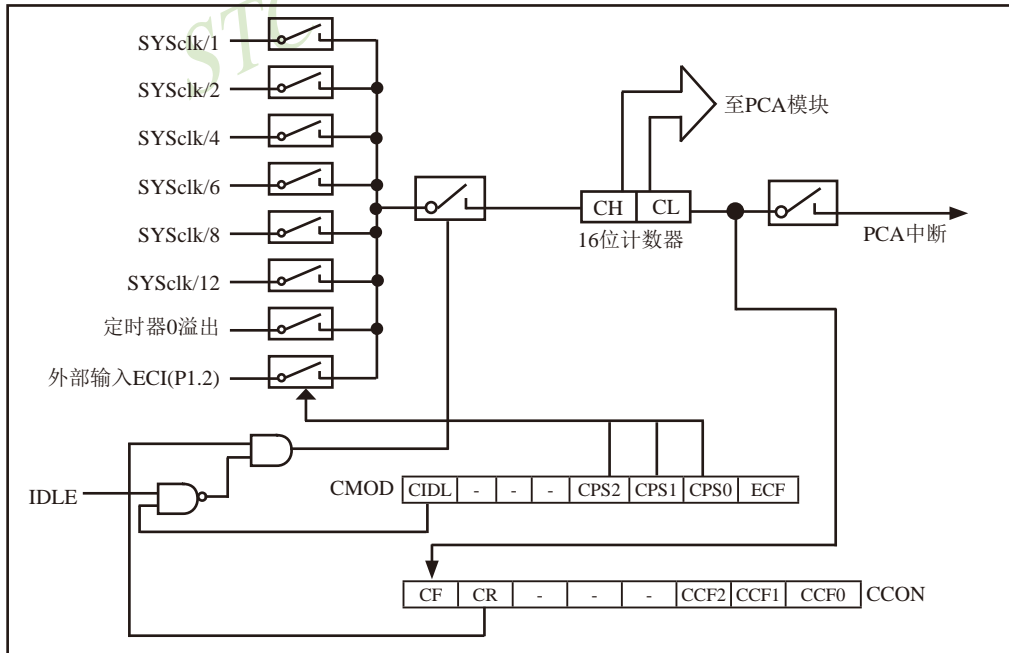 STC
SYSclk/1
SYSclk/2
SYSclk/4
SYSclk/6
SYSclk/8
SYSclk/12
定时器0溢出
外部输入ECI(P1.2)
至PCA模块
CH CL
16位计数器
PCA中断
IDLE
CMOD CIDL - - - CPS2 CPS1 CPS0 ECF
CF CR - - - CCF2 CCF1 CCF0 CCON